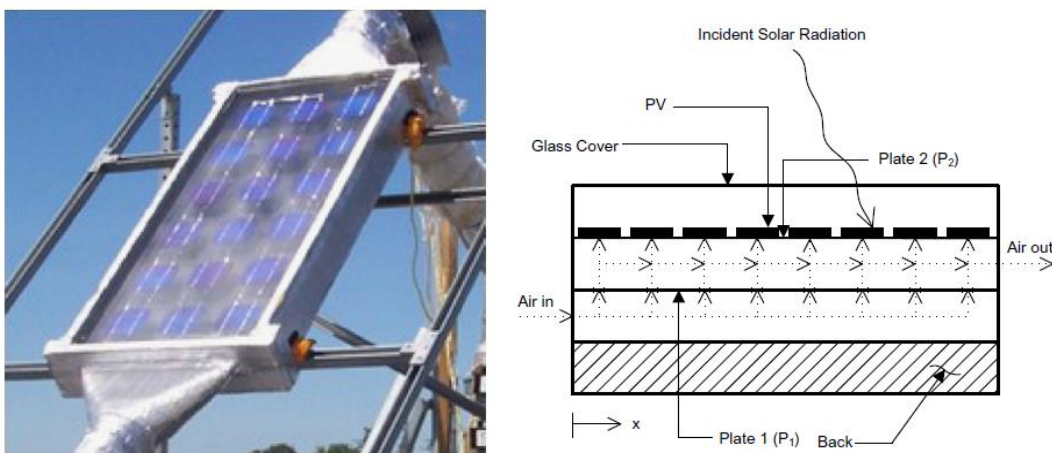 Incident Solar Radiation
PV
Glass Cover
Plate 2 (P₂)
Air out
Air in
x
Plate 1 (P₁)
Back